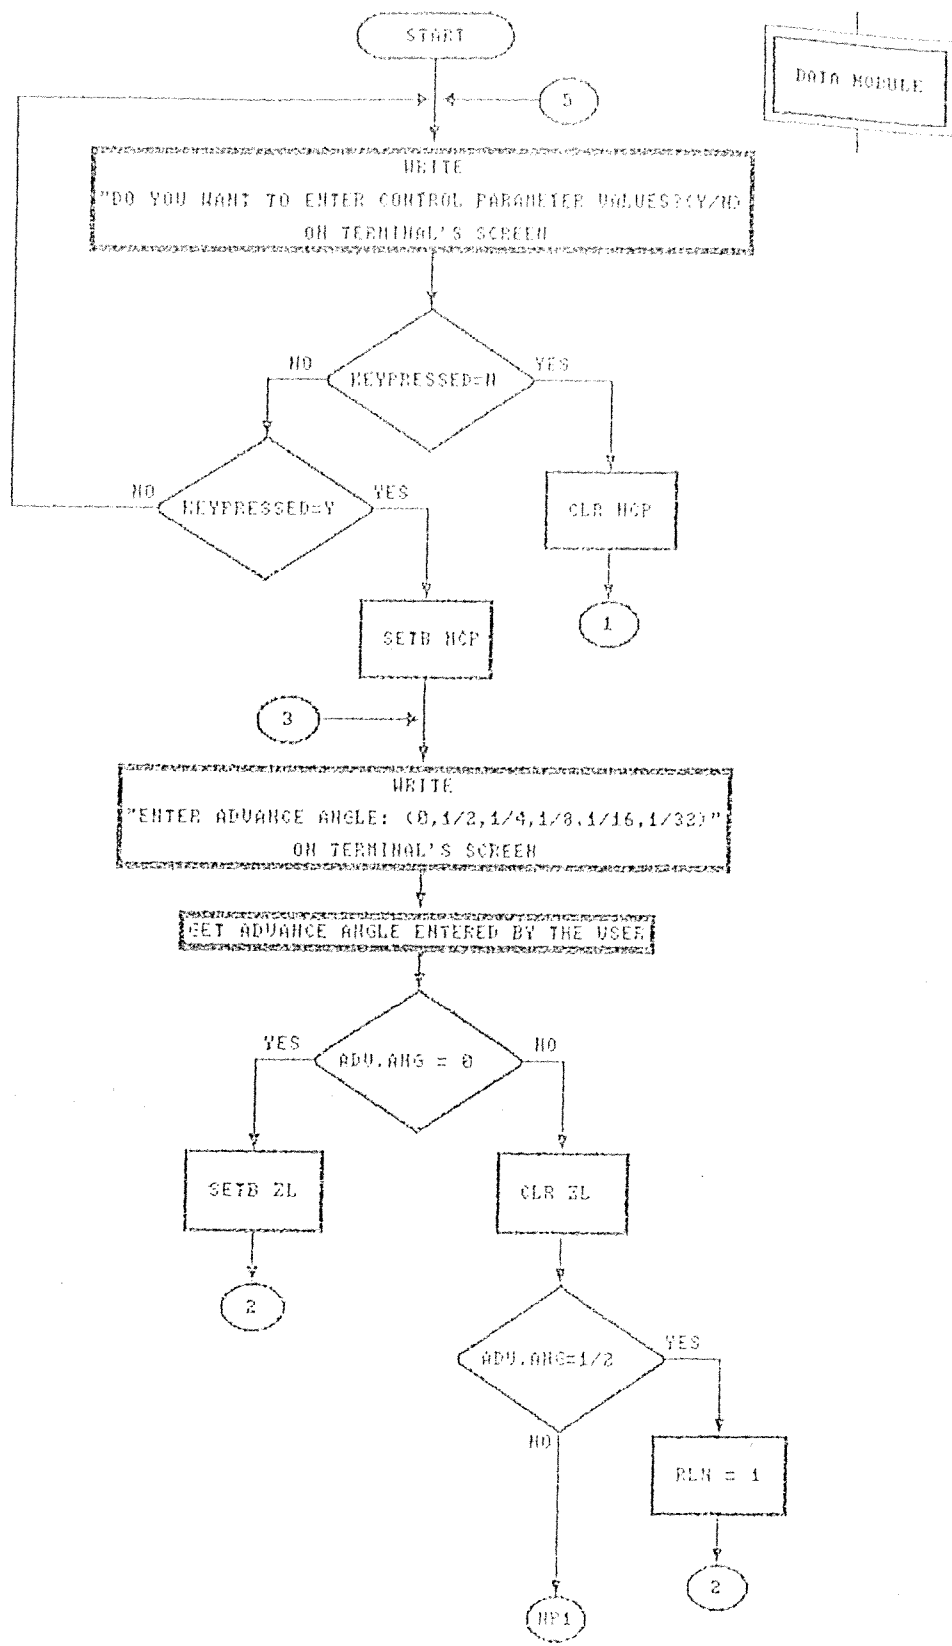 START
DATA MODULE
5
WRITE
"DO YOU WANT TO ENTER CONTROL PARAMETER VALUES?(Y/N)
ON TERMINAL'S SCREEN
NO
KEYPRESSED=N
YES
NO
KEYPRESSED=Y
YES
CLR NCP
1
SETB NCP
3
WRITE
"ENTER ADVANCE ANGLE: (0,1/2,1/4,1/8.1/16,1/32)"
ON TERMINAL'S SCREEN
GET ADVANCE ANGLE ENTERED BY THE USER
YES
ADV.ANG = 0
NO
SETB ZL
CLR ZL
2
ADV.ANG=1/2
YES
NO
RLN = 1
2
NP1